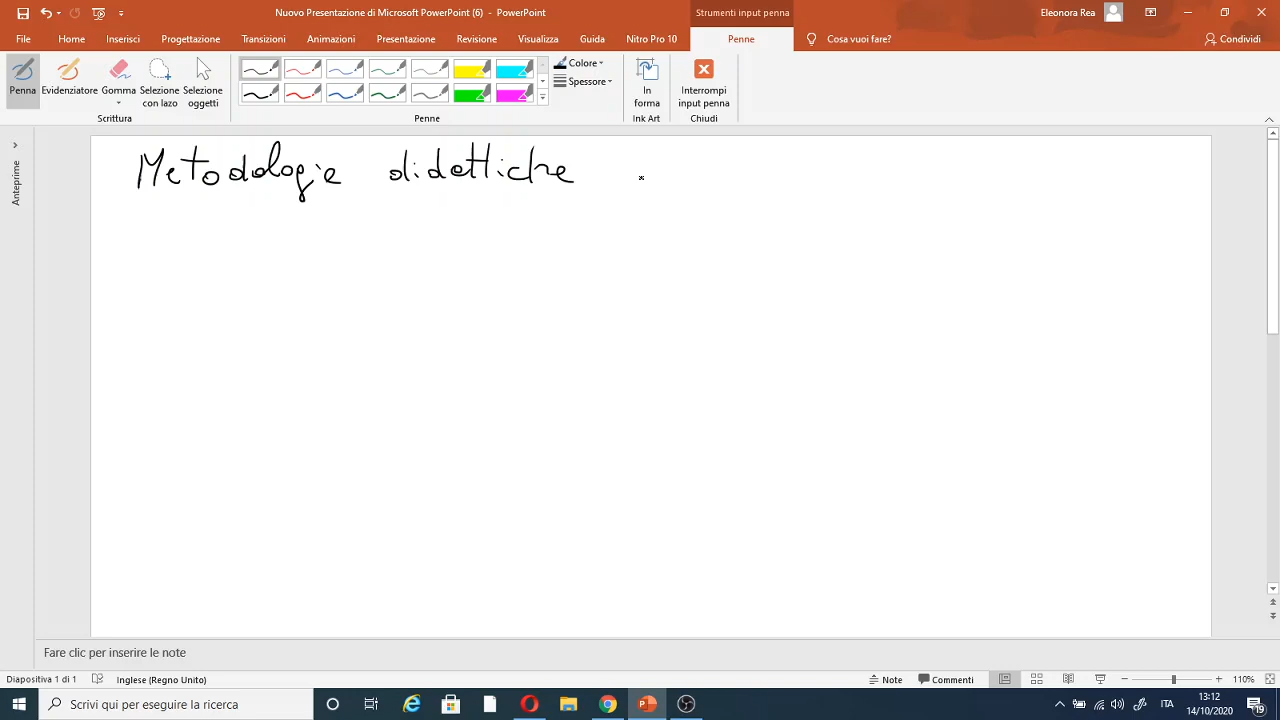 Nuovo Presentazione di Microsoft PowerPoint (6) - PowerPoint
Strumenti input penna
Eleonora Rea
File Home Inserisci Progettazione Transizioni Animazioni Presentazione Revisione Visualizza Guida Nitro Pro 10 Penne Cosa vuoi fare? Condividi
Penna
Evidenziatore
Gomma
Selezione con lazo
Selezione oggetti
Colore
Spessore
In forma
Interrompi input penna
Scrittura
Penne
Ink Art
Chiudi
Anteprime
Metodologie didattiche
Fare clic per inserire le note
Diapositiva 1 di 1 Inglese (Regno Unito) Note Commenti 110%
Scrivi qui per eseguire la ricerca
ITA
13:12
14/10/2020
19